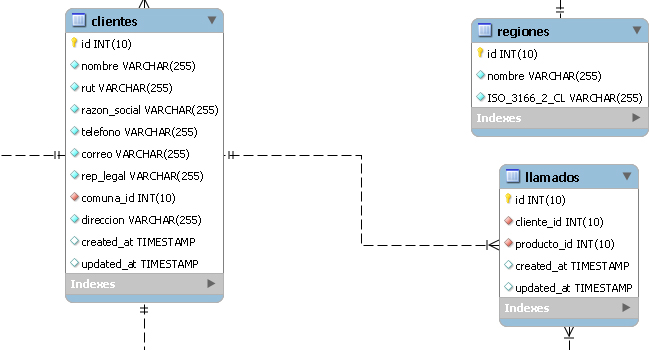 clientes
id INT(10)
nombre VARCHAR(255)
rut VARCHAR(255)
razon_social VARCHAR(255)
telefono VARCHAR(255)
correo VARCHAR(255)
rep_legal VARCHAR(255)
comuna_id INT(10)
direccion VARCHAR(255)
created_at TIMESTAMP
updated_at TIMESTAMP
Indexes
regiones
id INT(10)
nombre VARCHAR(255)
ISO_3166_2_CL VARCHAR(255)
Indexes
llamados
id INT(10)
cliente_id INT(10)
producto_id INT(10)
created_at TIMESTAMP
updated_at TIMESTAMP
Indexes